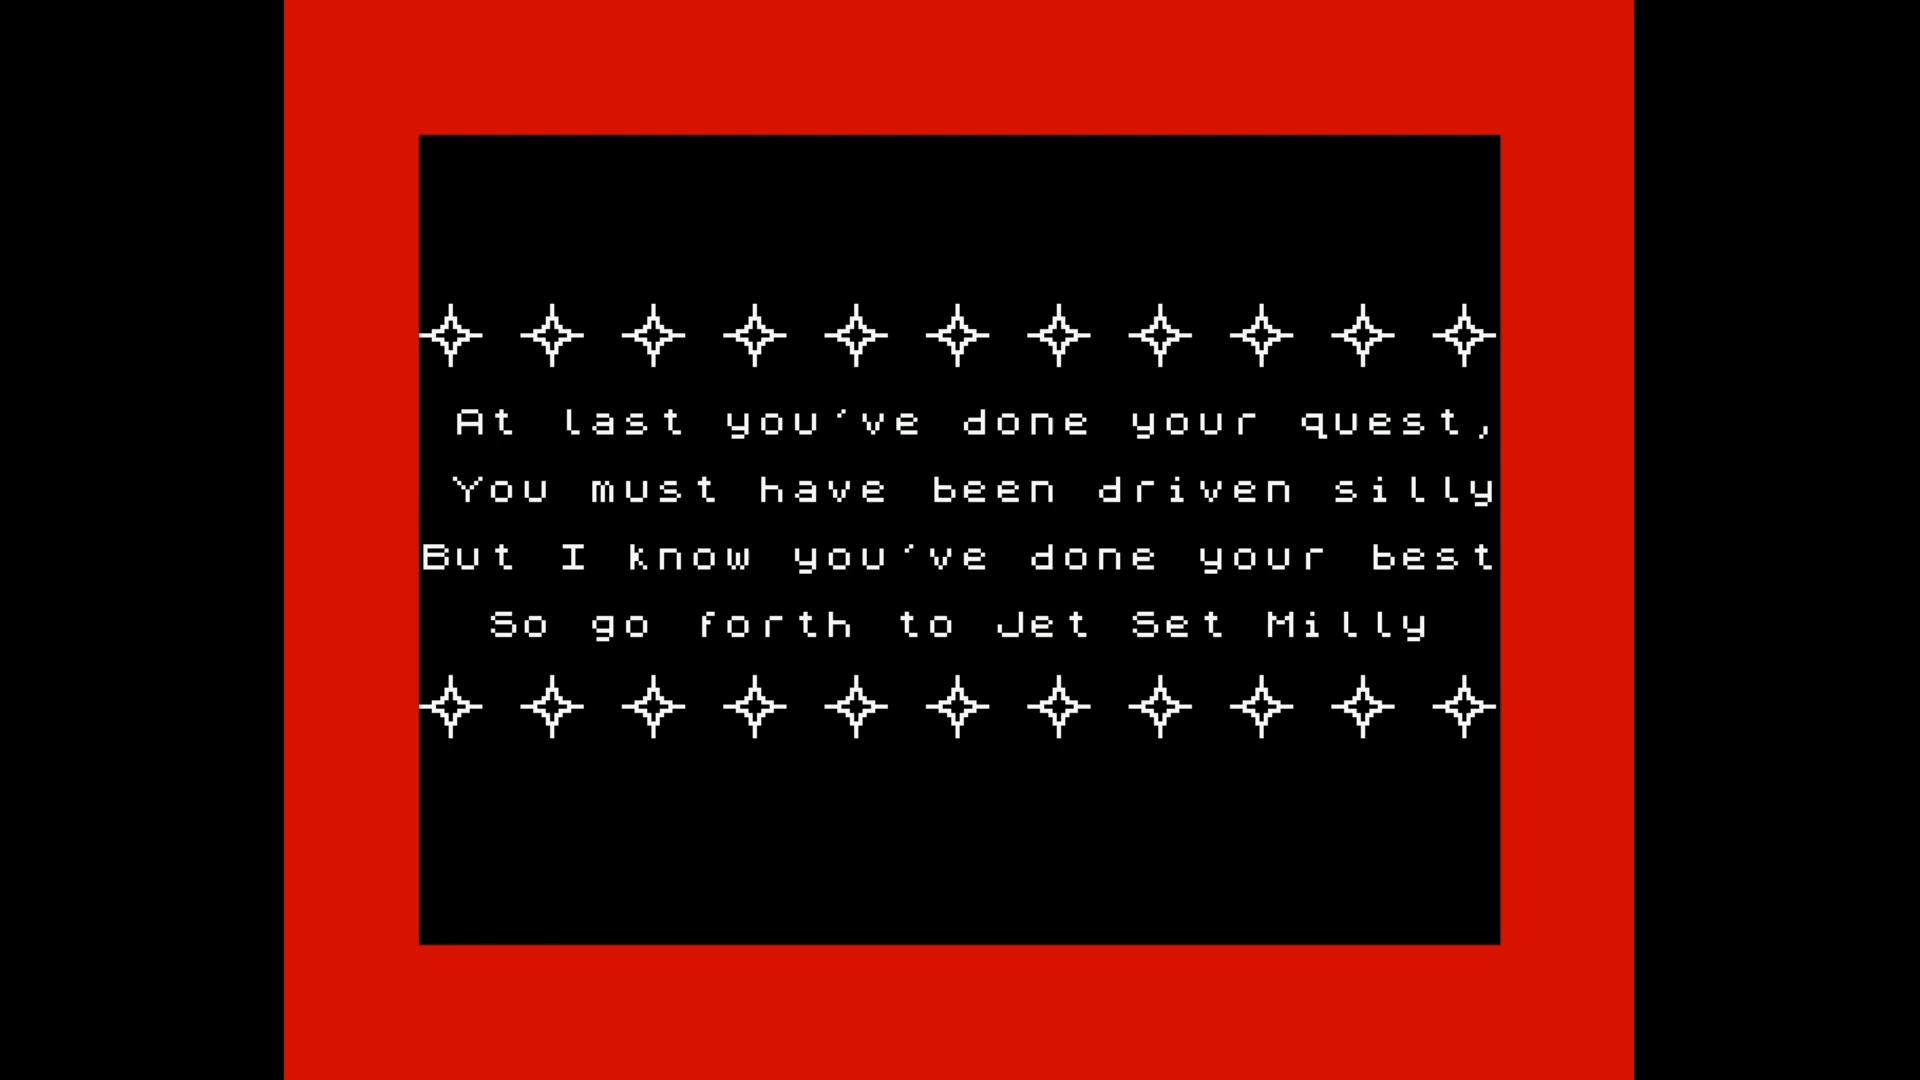 At last you've done your quest,
You must have been driven silly
But I know you've done your best
So go forth to Jet Set Milly